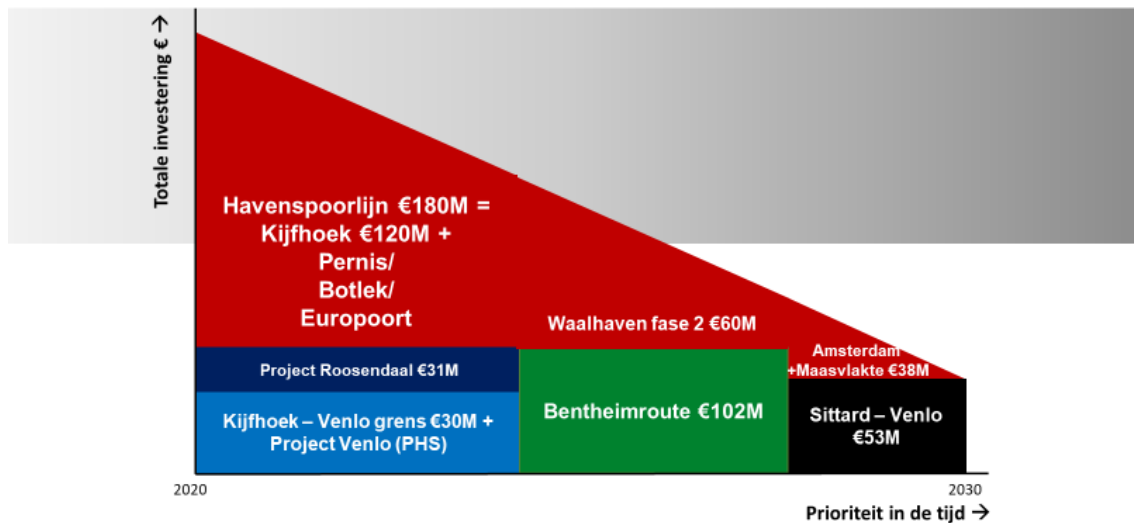 Totale investering € →
Havenspoorlijn €180M =
Kijfhoek €120M +
Pernis/
Botlek/
Europoort
Waalhaven fase 2 €60M
Amsterdam
+Maasvlakte €38M
Project Roosendaal €31M
Kijfhoek – Venlo grens €30M +
Project Venlo (PHS)
Bentheimroute €102M
Sittard – Venlo
€53M
2020
2030
Prioriteit in de tijd →